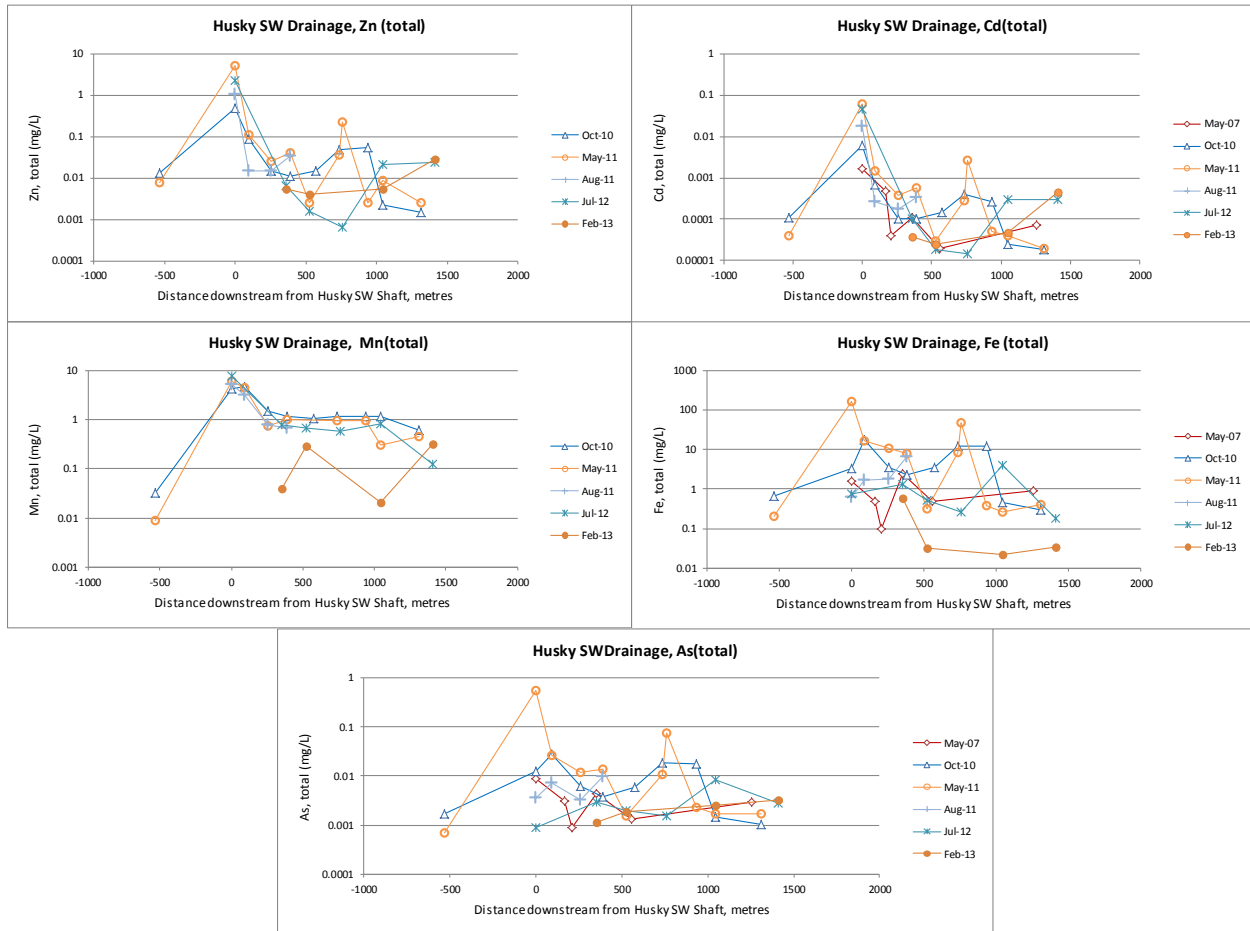 Husky SW Drainage, Zn (total)
Zn, total (mg/L)
10
1
0.1
0.01
0.001
0.0001
-1000
-500
0
500
1000
1500
2000
Distance downstream from Husky SW Shaft, metres
Oct-10
May-11
Aug-11
Jul-12
Feb-13
Husky SW Drainage, Cd(total)
Cd, total (mg/L)
1
0.1
0.01
0.001
0.0001
0.00001
-1000
-500
0
500
1000
1500
2000
Distance downstream from Husky SW Shaft, metres
May-07
Oct-10
May-11
Aug-11
Jul-12
Feb-13
Husky SW Drainage, Mn(total)
Mn, total (mg/L)
10
1
0.1
0.01
0.001
-1000
-500
0
500
1000
1500
2000
Distance downstream from Husky SW Shaft, metres
Oct-10
May-11
Aug-11
Jul-12
Feb-13
Husky SW Drainage, Fe (total)
Fe, total (mg/L)
1000
100
10
1
0.1
0.01
-1000
-500
0
500
1000
1500
2000
Distance downstream from Husky SW Shaft, metres
May-07
Oct-10
May-11
Aug-11
Jul-12
Feb-13
Husky SWDrainage, As(total)
As, total (mg/L)
1
0.1
0.01
0.001
0.0001
-1000
-500
0
500
1000
1500
2000
Distance downstream from Husky SW Shaft, metres
May-07
Oct-10
May-11
Aug-11
Jul-12
Feb-13